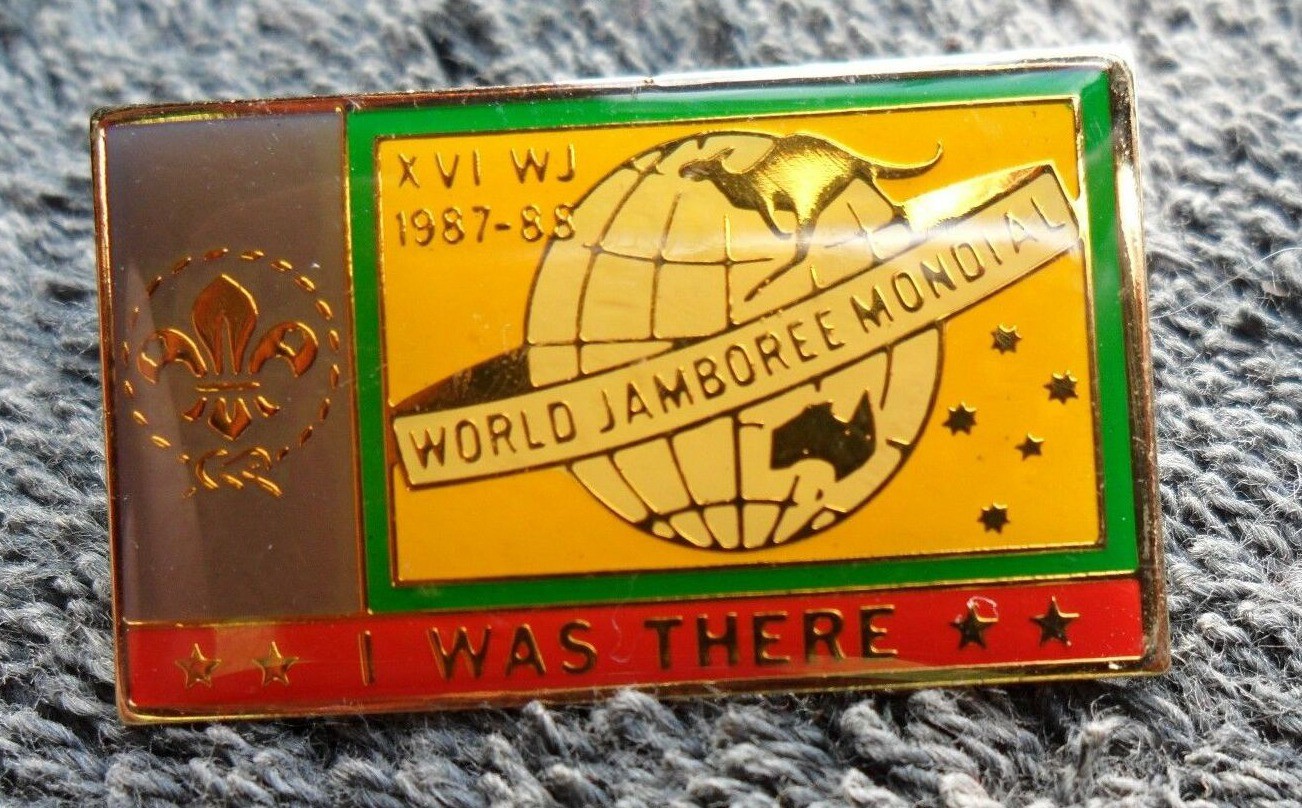 XVI WJ
1987-88
WORLD JAMBOREE MONDIAL
I WAS THERE